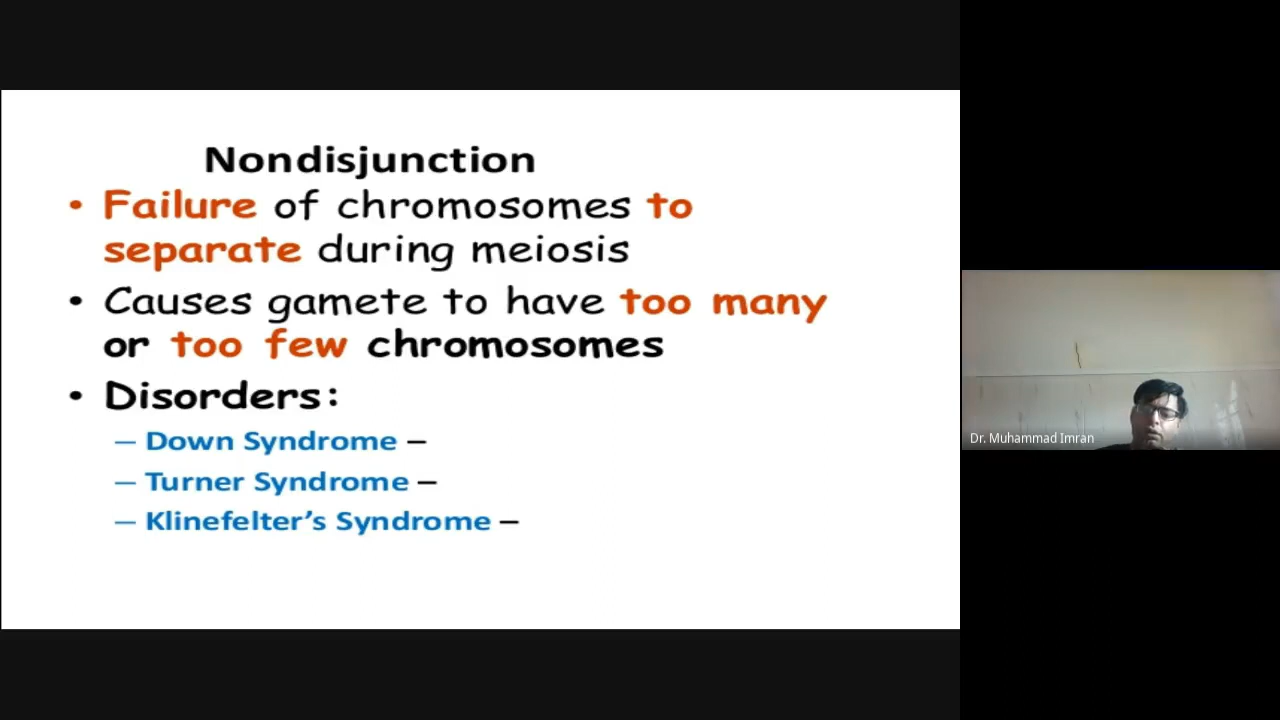 Nondisjunction
• Failure of chromosomes to
separate during meiosis
• Causes gamete to have too many
or too few chromosomes
• Disorders:
– Down Syndrome –
– Turner Syndrome –
– Klinefelter’s Syndrome –
Dr. Muhammad Imran